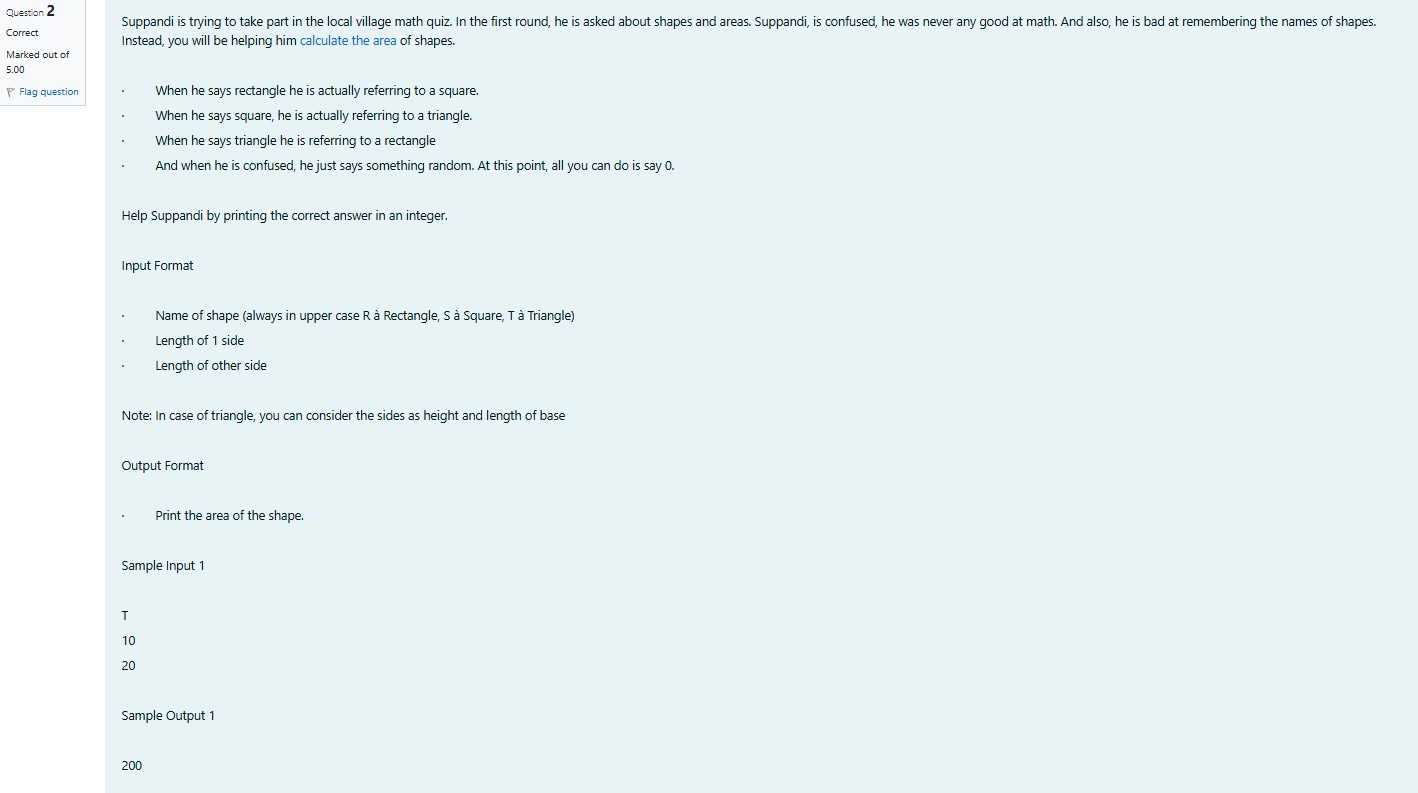 Question 2
Correct
Marked out of
5.00
Flag question
Suppandi is trying to take part in the local village math quiz. In the first round, he is asked about shapes and areas. Suppandi, is confused, he was never any good at math. And also, he is bad at remembering the names of shapes.
Instead, you will be helping him calculate the area of shapes.
· When he says rectangle he is actually referring to a square.
· When he says square, he is actually referring to a triangle.
· When he says triangle he is referring to a rectangle
· And when he is confused, he just says something random. At this point, all you can do is say 0.
Help Suppandi by printing the correct answer in an integer.
Input Format
· Name of shape (always in upper case R à Rectangle, S à Square, T à Triangle)
· Length of 1 side
· Length of other side
Note: In case of triangle, you can consider the sides as height and length of base
Output Format
· Print the area of the shape.
Sample Input 1
T
10
20
Sample Output 1
200